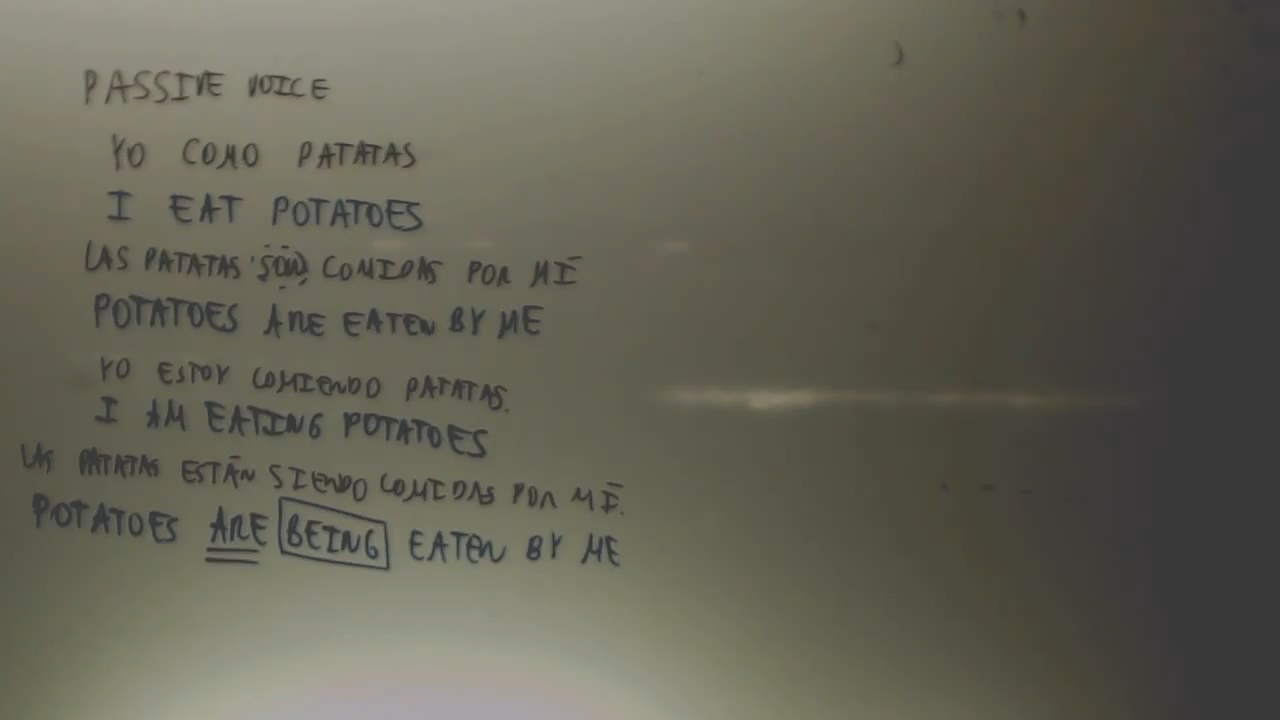 PASSIVE VOICE
YO COMO PATATAS
I EAT POTATOES
LAS PATATAS SON COMIDAS POR MÍ
POTATOES ARE EATEN BY ME
YO ESTOY COMIENDO PATATAS.
I AM EATING POTATOES
LAS PATATAS ESTÁN SIENDO COMIDAS POR MÍ.
POTATOES ARE BEING EATEN BY ME